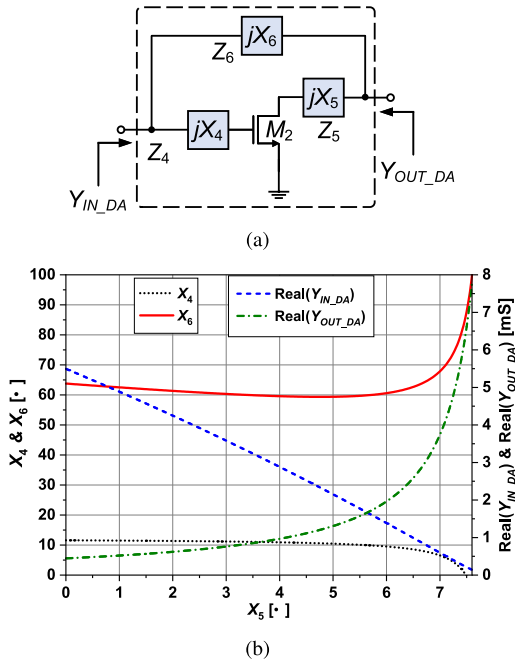 jX6
Z6
jX4
M2
jX5
Z4
Z5
YIN_DA
YOUT_DA
(a)
100
90
80
70
60
50
40
30
20
10
0
X4 & X6 [·]
X4
X6
Real(YIN_DA)
Real(YOUT_DA)
8
7
6
5
4
3
2
1
0
Real(YIN_DA) & Real(YOUT_DA) [mS]
0 1 2 3 4 5 6 7
X5 [·]
(b)